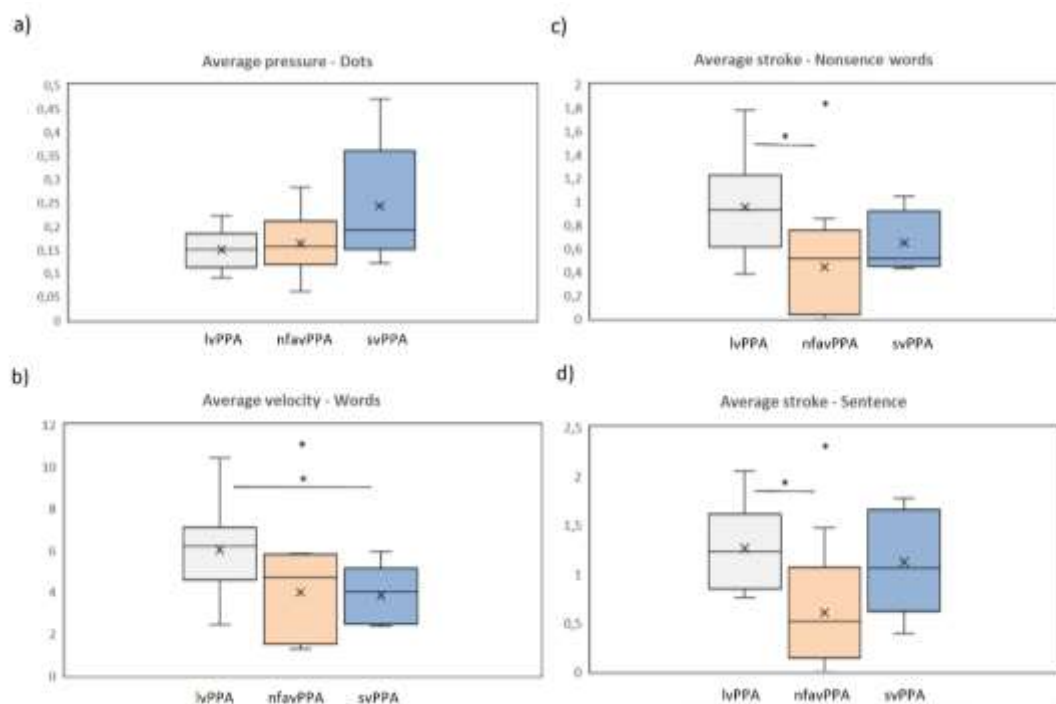 a)
Average pressure - Dots
0,5
0,45
0,4
0,35
0,3
0,25
0,2
0,15
0,1
0,05
0
lvPPA nfavPPA svPPA
b)
Average velocity - Words
12
10
8
6
4
2
0
lvPPA nfavPPA svPPA
c)
Average stroke - Nonsence words
2
1,8
1,6
1,4
1,2
1
0,8
0,6
0,4
0,2
0
lvPPA nfavPPA svPPA
d)
Average stroke - Sentence
2,5
2
1,5
1
0,5
0
lvPPA nfavPPA svPPA